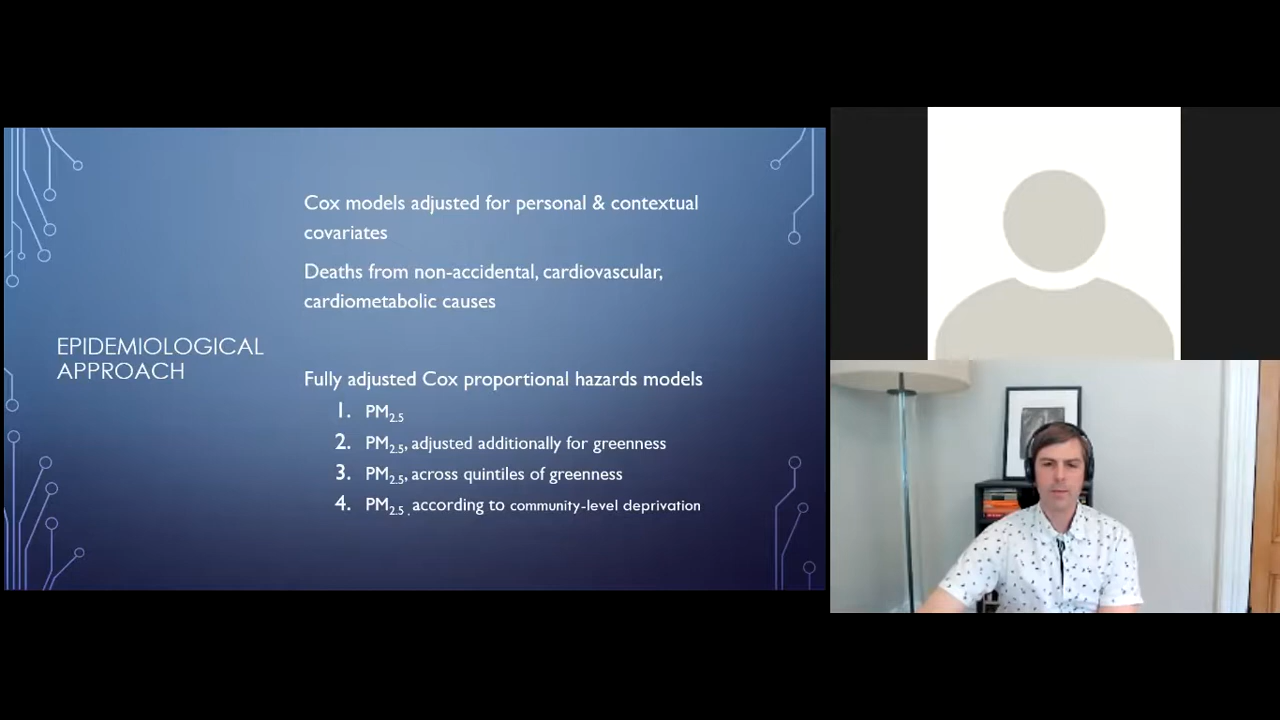 EPIDEMIOLOGICAL
APPROACH
Cox models adjusted for personal & contextual
covariates
Deaths from non-accidental, cardiovascular,
cardiometabolic causes
Fully adjusted Cox proportional hazards models
1. PM2.5
2. PM2.5, adjusted additionally for greenness
3. PM2.5, across quintiles of greenness
4. PM2.5 , according to community-level deprivation